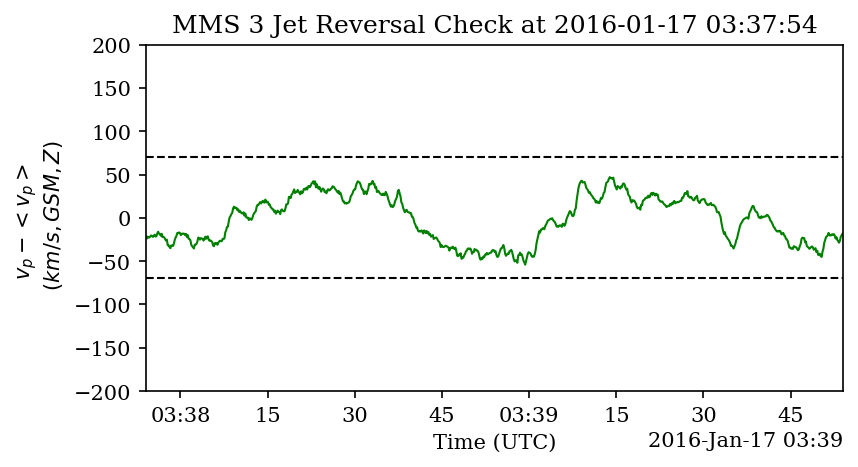 MMS 3 Jet Reversal Check at 2016-01-17 03:37:54
200
150
100
50
0
−50
−100
−150
−200
v_p − < v_p >
(km/s, GSM, Z)
03:38 15 30 45 03:39 15 30 45
Time (UTC)
2016-Jan-17 03:39